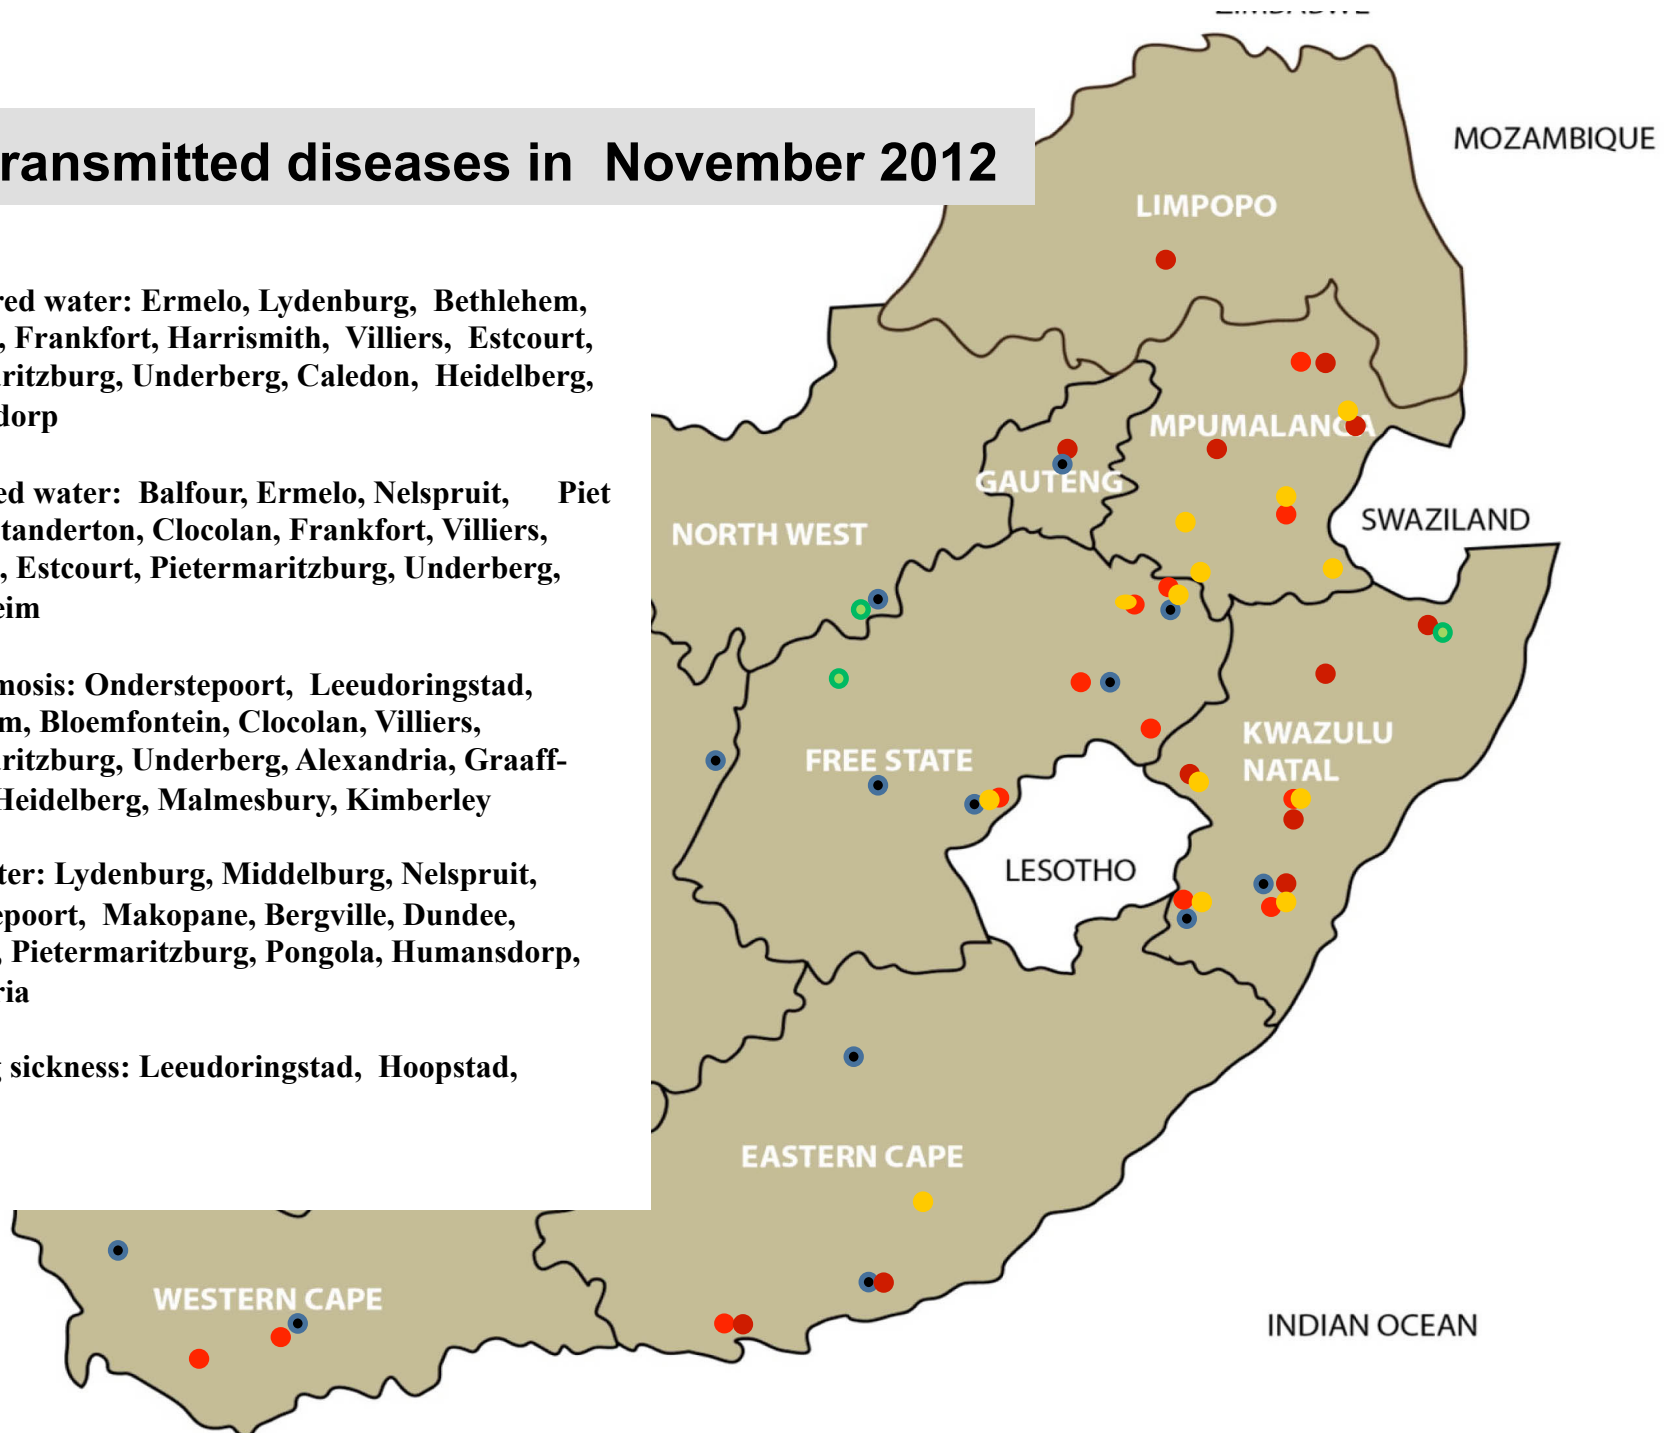 MOZAMBIQUE
ransmitted diseases in November 2012
LIMPOPO
red water: Ermelo, Lydenburg, Bethlehem,
, Frankfort, Harrismith, Villiers, Estcourt,
ritzburg, Underberg, Caledon, Heidelberg,
dorp
ed water: Balfour, Ermelo, Nelspruit, Piet
tanderton, Clocolan, Frankfort, Villiers,
, Estcourt, Pietermaritzburg, Underberg,
eim
mosis: Onderstepoort, Leeudoringstad,
m, Bloemfontein, Clocolan, Villiers,
ritzburg, Underberg, Alexandria, Graaff-
Heidelberg, Malmesbury, Kimberley
ter: Lydenburg, Middelburg, Nelspruit,
epoort, Makopane, Bergville, Dundee,
, Pietermaritzburg, Pongola, Humansdorp,
ria
g sickness: Leeudoringstad, Hoopstad,
MPUMALANGA
GAUTENG
SWAZILAND
NORTH WEST
KWAZULU
NATAL
FREE STATE
LESOTHO
EASTERN CAPE
WESTERN CAPE
INDIAN OCEAN